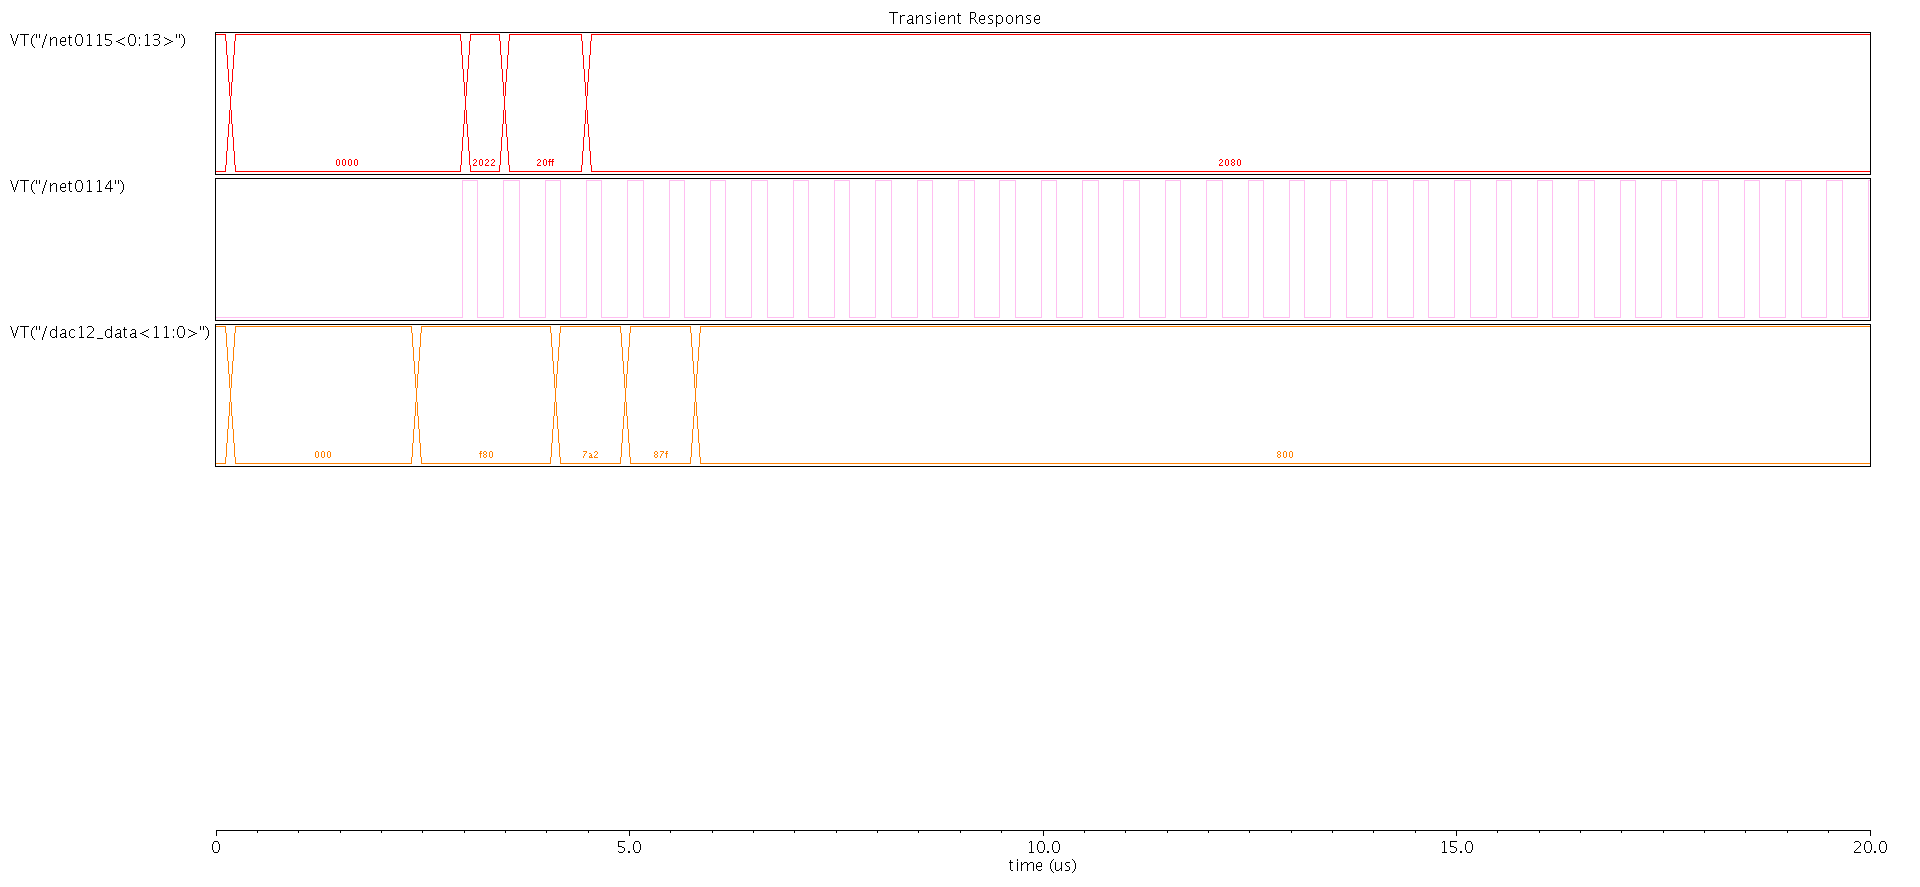 Transient Response
VT("/net0115<0:13>")
0000 2022 20ff 2080
VT("/net0114")
VT("/dac12_data<11:0>")
000 f80 7a2 87f 800
0 5.0 10.0 15.0 20.0
time (us)